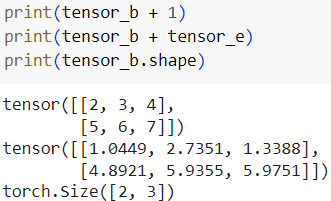 print(tensor_b + 1)
print(tensor_b + tensor_e)
print(tensor_b.shape)
tensor([[2, 3, 4],
        [5, 6, 7]])
tensor([[1.0449, 2.7351, 1.3388],
        [4.8921, 5.9355, 5.9751]])
torch.Size([2, 3])